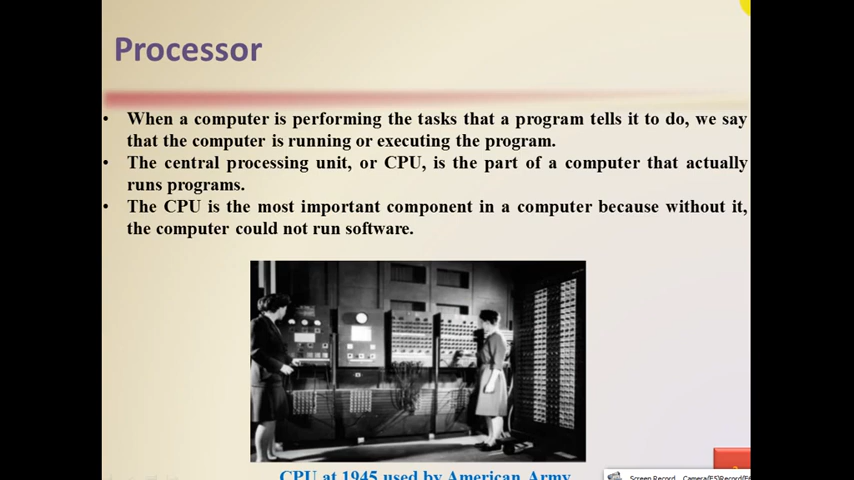 Processor
• When a computer is performing the tasks that a program tells it to do, we say
that the computer is running or executing the program.
• The central processing unit, or CPU, is the part of a computer that actually
runs programs.
• The CPU is the most important component in a computer because without it,
the computer could not run software.
CPU at 1945 used by American Army
Screen Record